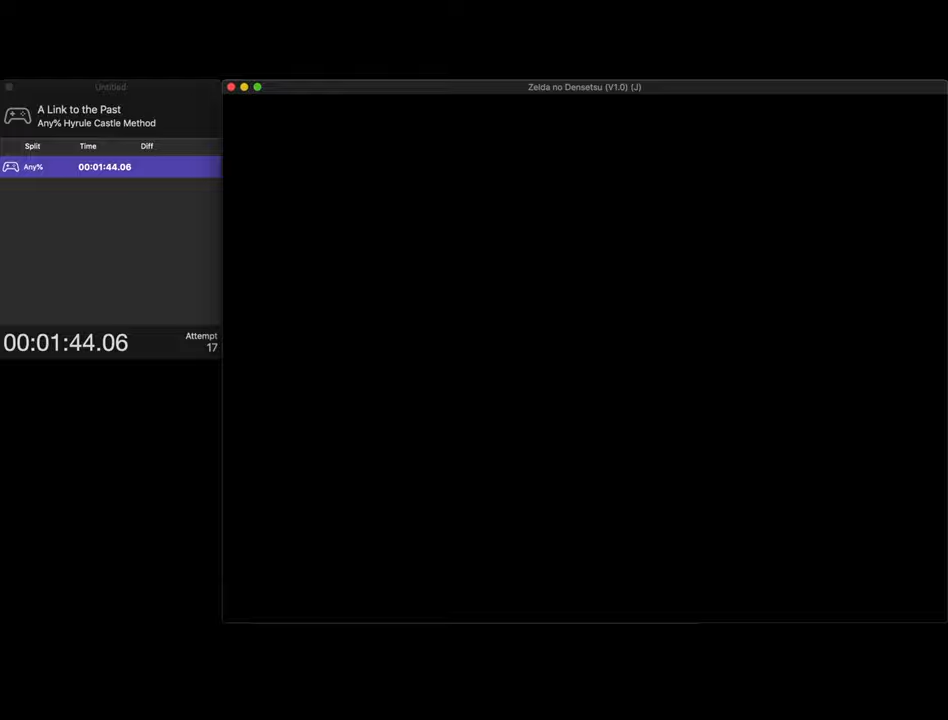 Untitled
Zelda no Densetsu (V1.0) (J)
A Link to the Past
Any% Hyrule Castle Method
Split Time Diff
Any% 00:01:44.06
00:01:44.06
Attempt
17